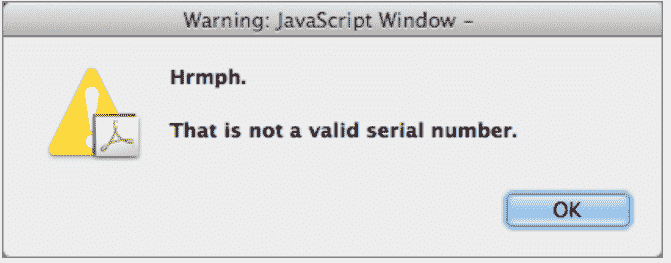 Warning: JavaScript Window –
Hrmph.
That is not a valid serial number.
OK